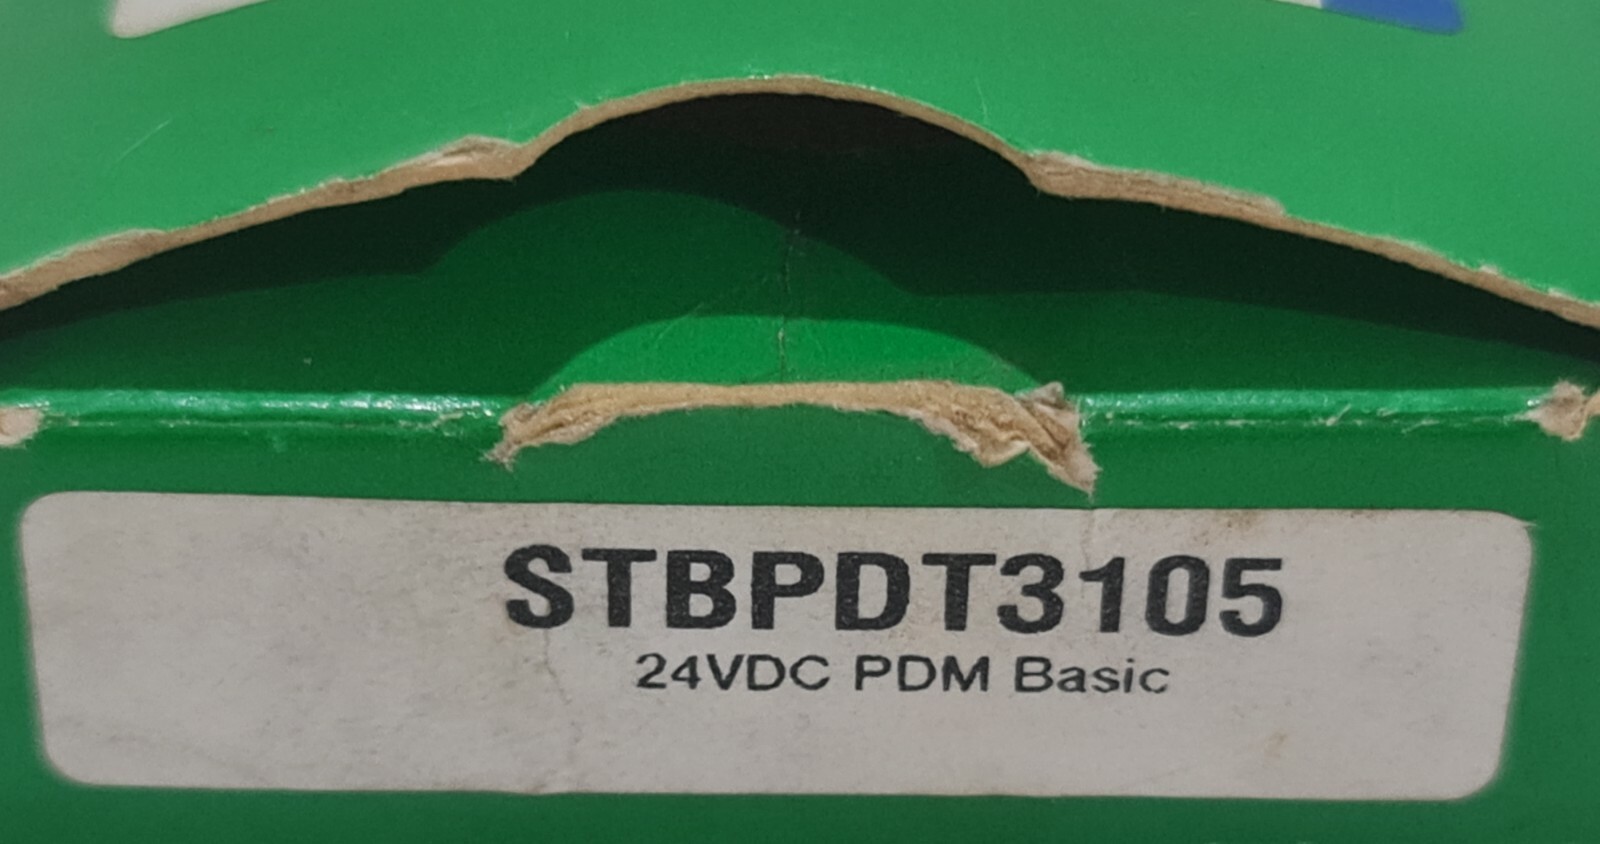 STBPDT3105
24VDC PDM Basic